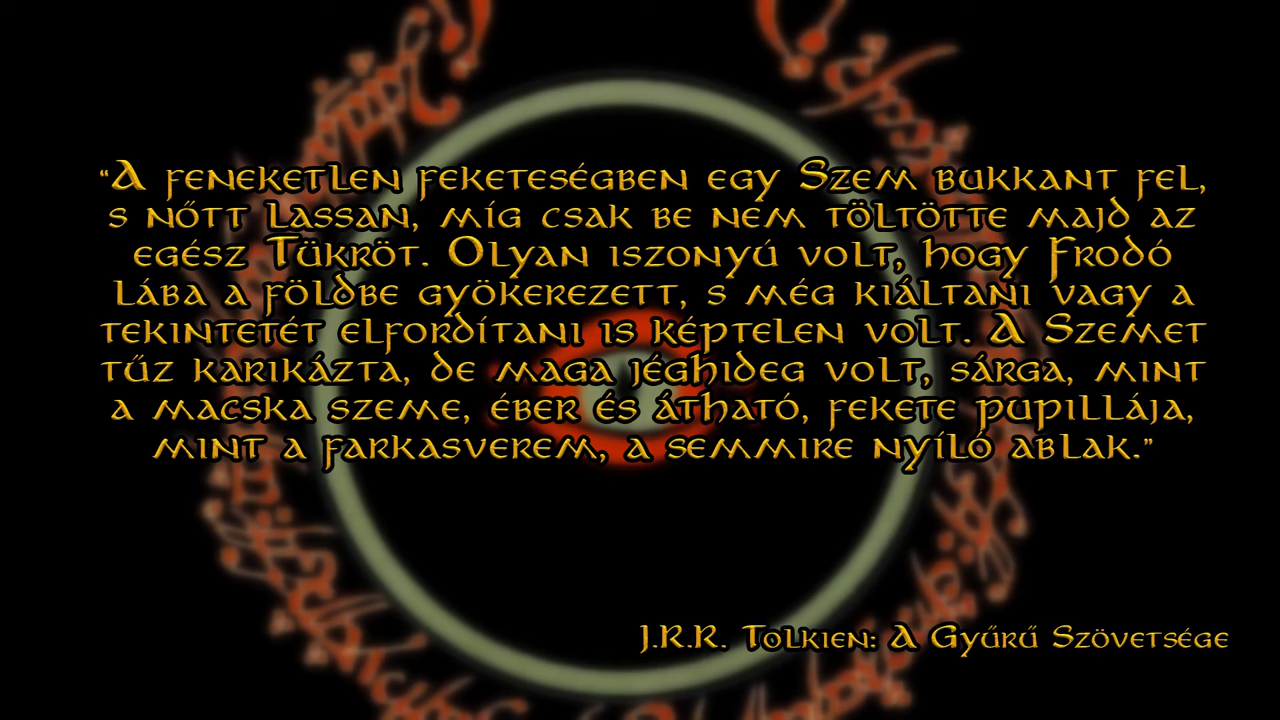 “A feneketlen feketeségben egy Szem bukkant fel,
s nőtt lassan, míg csak be nem töltötte majd az
egész Tükröt. Olyan iszonyú volt, hogy Frodó
lába a földbe gyökerezett, s még kiáltani vagy a
tekintetét elfordítani is képtelen volt. A Szemet
tűz karikázta, de maga jéghideg volt, sárga, mint
a macska szeme, éber és átható, fekete pupillája,
mint a farkasverem, a semmire nyíló ablak.”
J.R.R. Tolkien: A Gyűrű Szövetsége